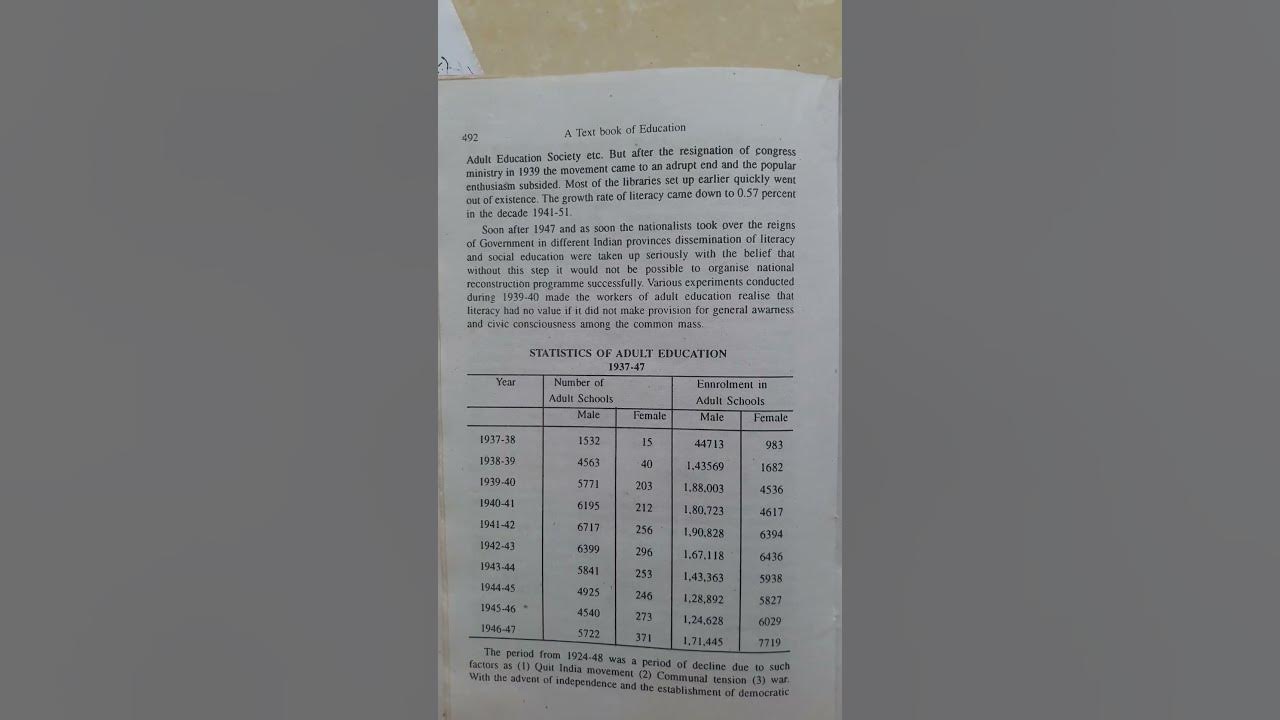 492
A Text book of Education
Adult Education Society etc. But after the resignation of congress
ministry in 1939 the movement came to an adrupt end and the popular
enthusiasm subsided. Most of the libraries set up earlier quickly went
out of existence. The growth rate of literacy came down to 0.57 percent
in the decade 1941-51.
Soon after 1947 and as soon the nationalists took over the reigns
of Government in different Indian provinces dissemination of literacy
and social education were taken up seriously with the belief that
without this step it would not be possible to organise national
reconstruction programme successfully. Various experiments conducted
during 1939-40 made the workers of adult education realise that
literacy had no value if it did not make provision for general awarness
and civic consciousness among the common mass.
STATISTICS OF ADULT EDUCATION
1937-47
Year Number of Ennrolment in
Adult Schools Adult Schools
Male Female Male Female
1937-38 1532 15 44713 983
1938-39 4563 40 1,43569 1682
1939-40 5771 203 1,88,003 4536
1940-41 6195 212 1,80,723 4617
1941-42 6717 256 1,90,828 6394
1942-43 6399 296 1,67,118 6436
1943-44 5841 253 1,43,363 5938
1944-45 4925 246 1,28,892 5827
1945-46 4540 273 1,24,628 6029
1946-47 5722 371 1,71,445 7719
The period from 1924-48 was a period of decline due to such
factors as (1) Quit India movement (2) Communal tension (3) war.
With the advent of independence and the establishment of democratic